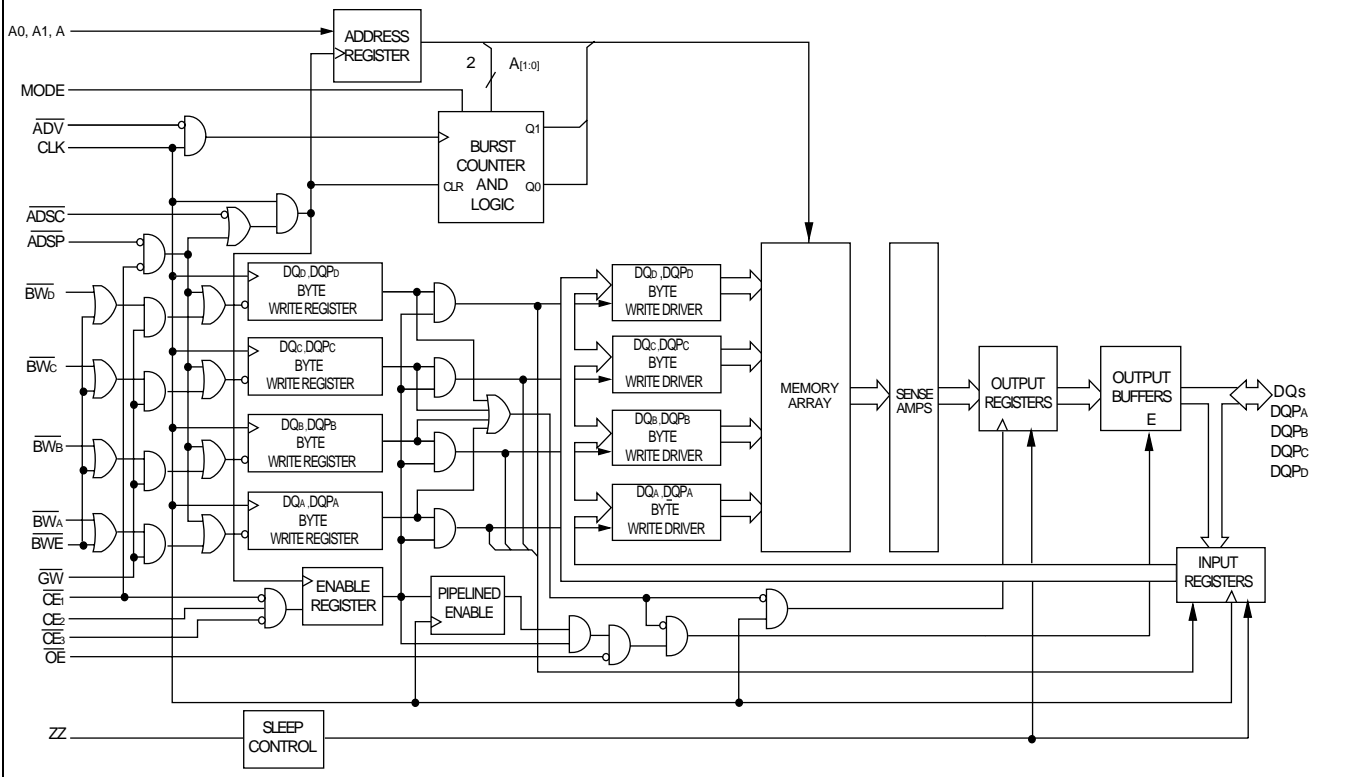 A0, A1, A
ADDRESS
REGISTER
2
A[1:0]
MODE
ADV
CLK
BURST
COUNTER
AND
LOGIC
CLR
Q1
Q0
ADSC
ADSP
BWD
BWC
BWB
BWA
BWE
GW
CE1
CE2
CE3
OE
ZZ
DQD,DQPD
BYTE
WRITE REGISTER
DQC,DQPC
BYTE
WRITE REGISTER
DQB,DQPB
BYTE
WRITE REGISTER
DQA,DQPA
BYTE
WRITE REGISTER
ENABLE
REGISTER
PIPELINED
ENABLE
SLEEP
CONTROL
DQD,DQPD
BYTE
WRITE DRIVER
DQC,DQPC
BYTE
WRITE DRIVER
DQB,DQPB
BYTE
WRITE DRIVER
DQA,DQPA
BYTE
WRITE DRIVER
MEMORY
ARRAY
SENSE
AMPS
OUTPUT
REGISTERS
OUTPUT
BUFFERS
E
DQs
DQPA
DQPB
DQPC
DQPD
INPUT
REGISTERS